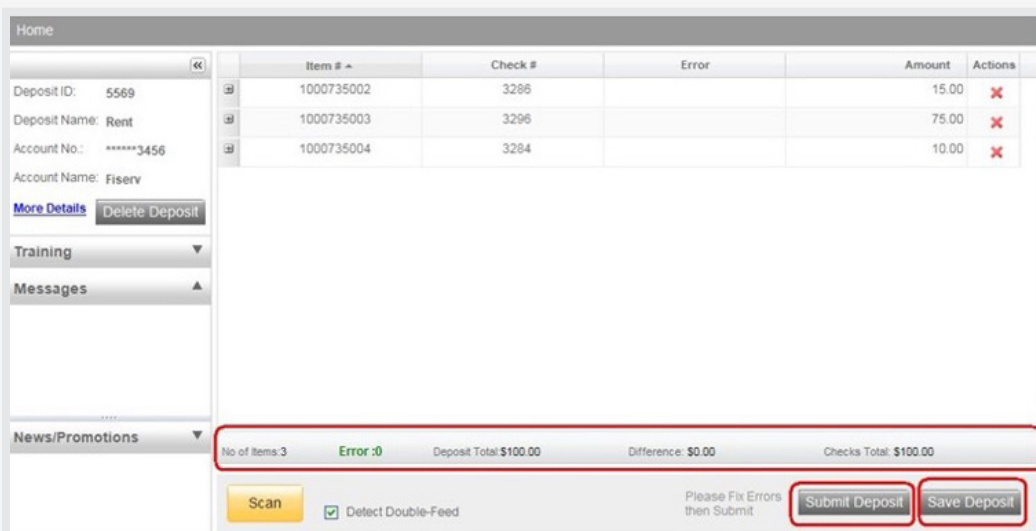 Home
Item # Check # Error Amount Actions
Deposit ID: 5569
Deposit Name: Rent
Account No.: ******3456
Account Name: Fiserv
More Details Delete Deposit
Training
Messages
News/Promotions
1000735002 3286 15.00
1000735003 3296 75.00
1000735004 3284 10.00
No of Items:3 Error :0 Deposit Total:$100.00 Difference: $0.00 Checks Total: $100.00
Scan Detect Double-Feed
Please Fix Errors
then Submit
Submit Deposit Save Deposit